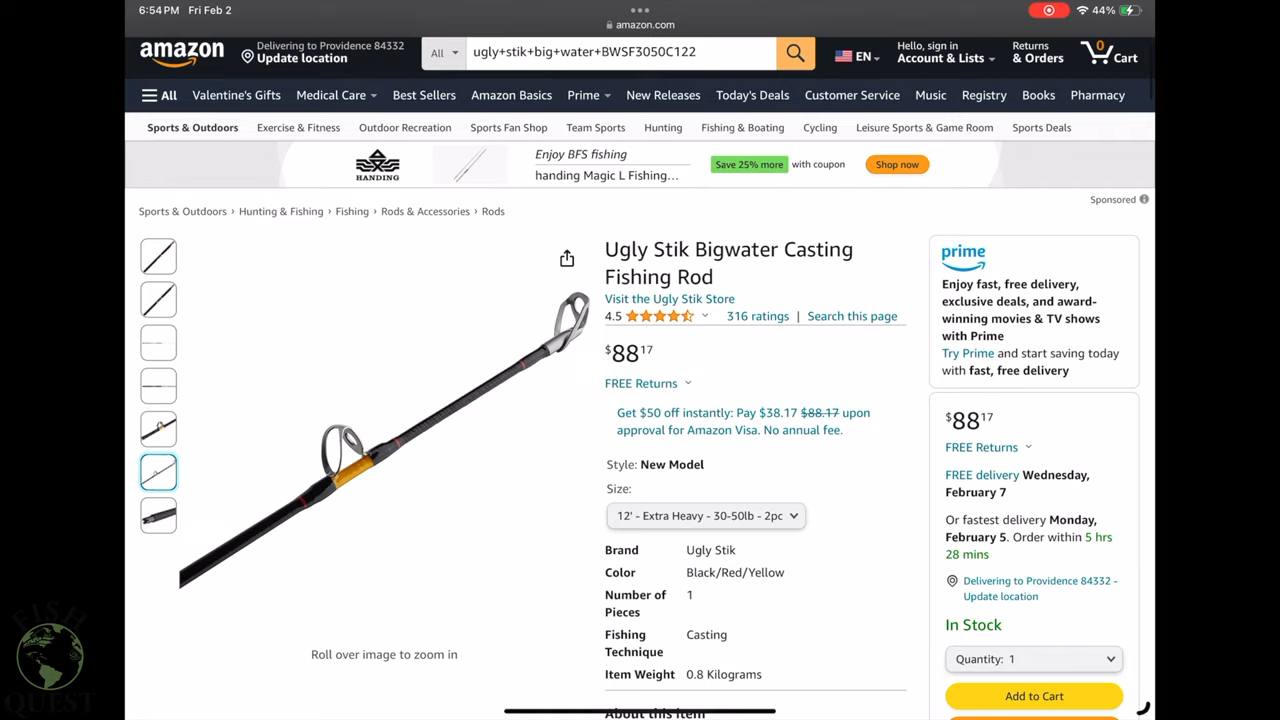 6:54PM Fri Feb 2
44%
amazon.com
amazon
Delivering to Providence 84332
Update location
All
ugly+stik+big+water+BWSF3050C122
EN
Hello, sign in
Account & Lists
Returns
& Orders
0
Cart
All
Valentine's Gifts
Medical Care
Best Sellers
Amazon Basics
Prime
New Releases
Today's Deals
Customer Service
Music
Registry
Books
Pharmacy
Sports & Outdoors
Exercise & Fitness
Outdoor Recreation
Sports Fan Shop
Team Sports
Hunting
Fishing & Boating
Cycling
Leisure Sports & Game Room
Sports Deals
HANDING
Enjoy BFS fishing
handing Magic L Fishing...
Save 25% more with coupon
Shop now
Sponsored
Sports & Outdoors › Hunting & Fishing › Fishing › Rods & Accessories › Rods
Ugly Stik Bigwater Casting
Fishing Rod
Visit the Ugly Stik Store
4.5 316 ratings | Search this page
$88 17
FREE Returns
Get $50 off instantly: Pay $38.17 $88.17 upon
approval for Amazon Visa. No annual fee.
Style: New Model
Size:
12' - Extra Heavy - 30-50lb - 2pc
Brand Ugly Stik
Color Black/Red/Yellow
Number of
Pieces 1
Fishing
Technique Casting
Item Weight 0.8 Kilograms
About this item
Roll over image to zoom in
prime
Enjoy fast, free delivery,
exclusive deals, and award-
winning movies & TV shows
with Prime
Try Prime and start saving today
with fast, free delivery
$88 17
FREE Returns
FREE delivery Wednesday,
February 7
Or fastest delivery Monday,
February 5. Order within 5 hrs
28 mins
Delivering to Providence 84332 -
Update location
In Stock
Quantity: 1
Add to Cart
FISH
QUEST